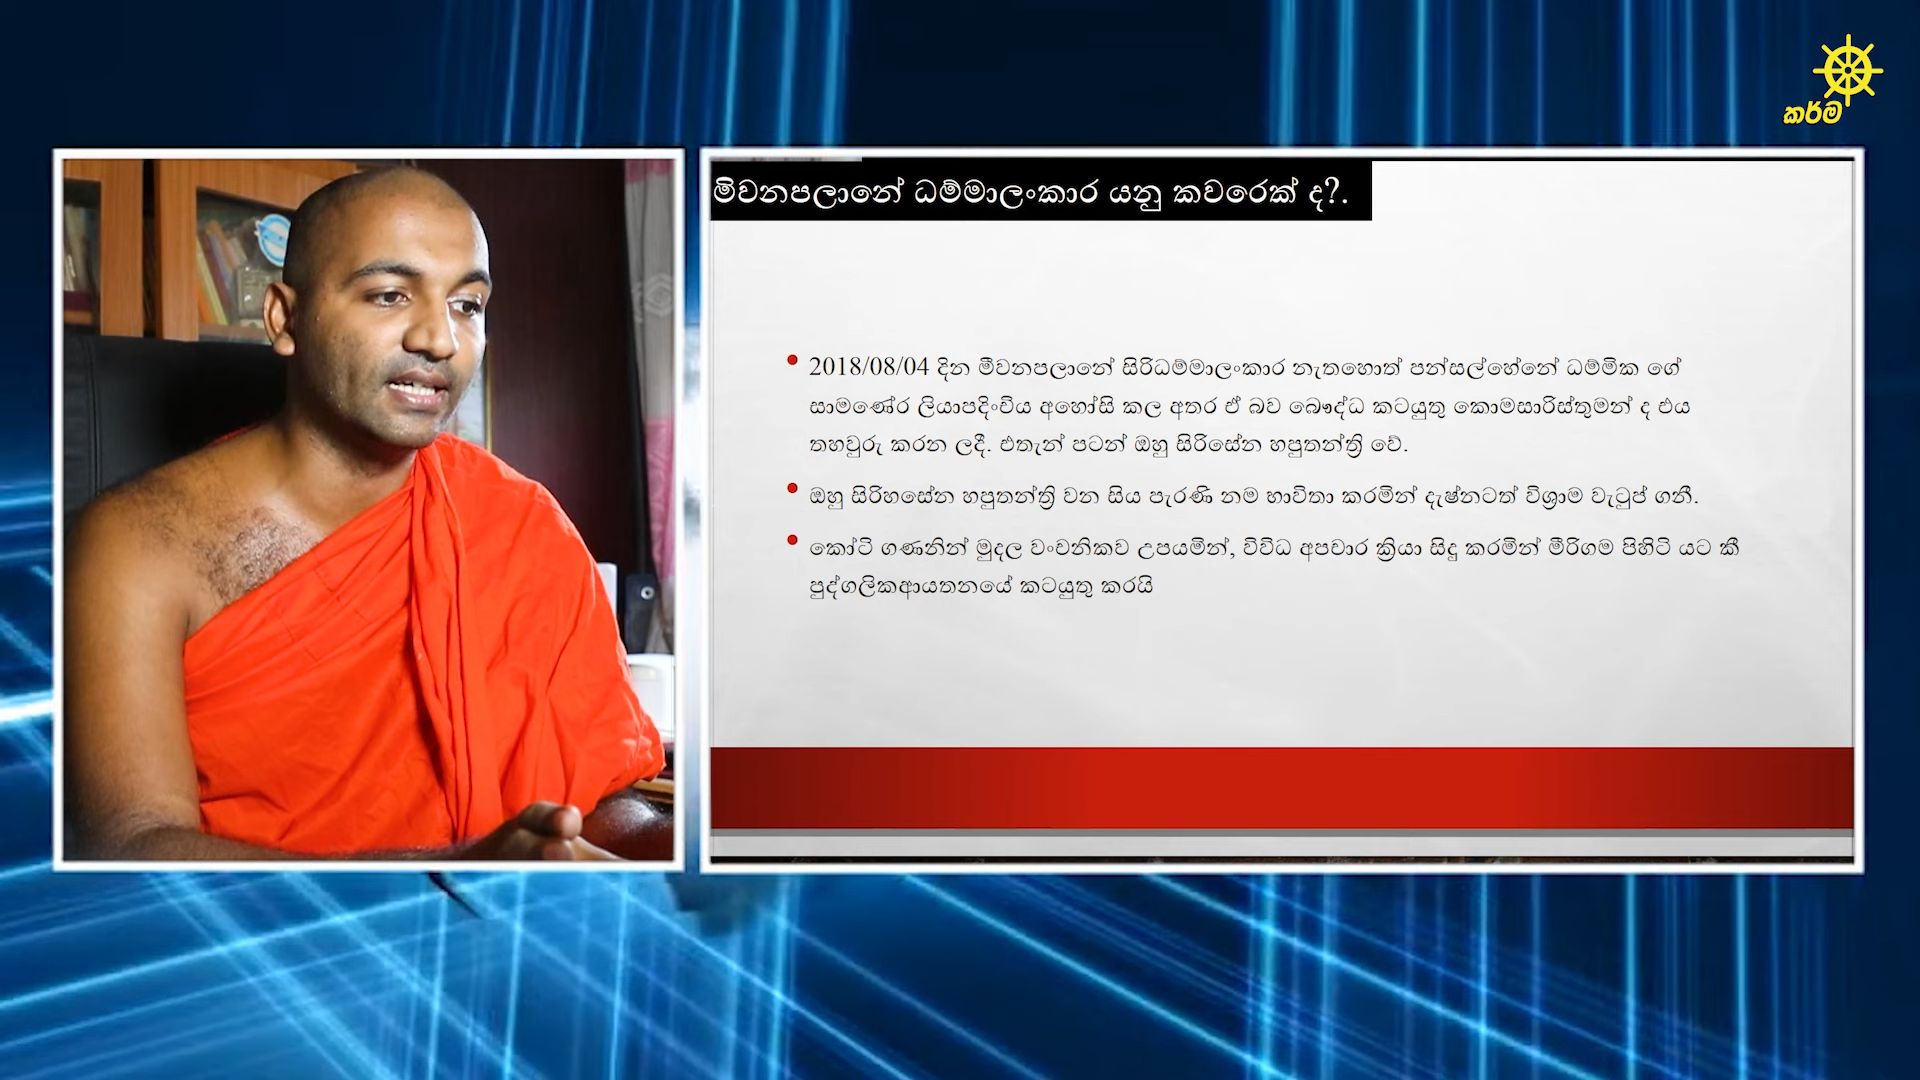 කර්ම
මිවනපලානේ ධම්මාලංකාර යනු කවරෙක් ද?.
• 2018/08/04 දින මීවනපලානේ සිරිධම්මාලංකාර නැතහොත් පන්සල්හේනේ ධම්මික ගේ
සාමණේර ලියාපදිංචිය අහෝසි කල අතර ඒ බව බෞද්ධ කටයුතු කොමසාරිස්තුමන් ද එය
තහවුරු කරන ලදී. එතැන් පටන් ඔහු සිරිසේන හපුතන්ත්‍රි වේ.
• ඔහු සිරිහසේන හපුතන්ත්‍රි වන සිය පැරණි නම භාවිතා කරමින් දැෂ්නටත් විශ්‍රාම වැටුප් ගනී.
• කෝටි ගණනින් මුදල වංචනිකව උපයමින්, විවිධ අපචාර ක්‍රියා සිදු කරමින් මීරිගම පිහිටි යට කී
පුද්ගලිකආයතනයේ කටයුතු කරයි